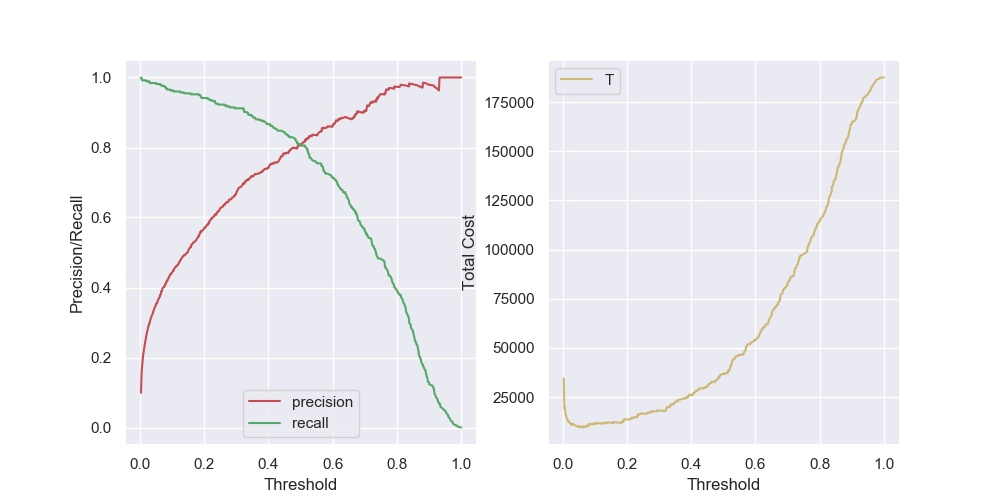 Precision/Recall
1.0
0.8
0.6
0.4
0.2
0.0
precision
recall
0.0 0.2 0.4 0.6 0.8 1.0
Threshold
Total Cost
T
175000
150000
125000
100000
75000
50000
25000
0.0 0.2 0.4 0.6 0.8 1.0
Threshold